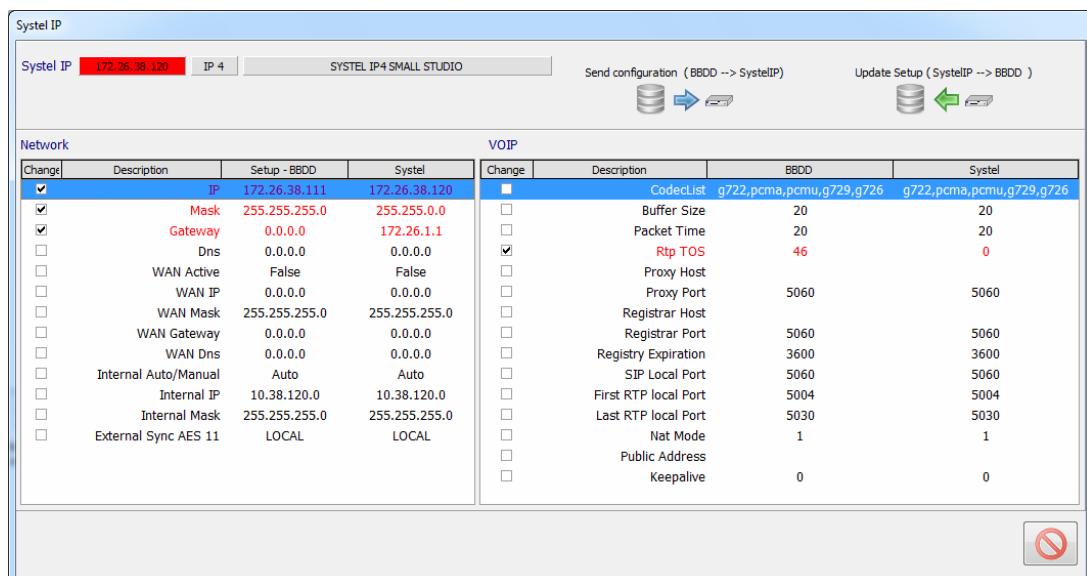 Systel IP
Systel IP 172.26.38.120 IP 4 SYSTEL IP4 SMALL STUDIO
Send configuration ( BBDD --> SystelIP) Update Setup ( SystelIP --> BBDD )
Network
Change Description Setup - BBDD Systel
IP 172.26.38.111 172.26.38.120
Mask 255.255.255.0 255.255.0.0
Gateway 0.0.0.0 172.26.1.1
Dns 0.0.0.0 0.0.0.0
WAN Active False False
WAN IP 0.0.0.0 0.0.0.0
WAN Mask 255.255.255.0 255.255.255.0
WAN Gateway 0.0.0.0 0.0.0.0
WAN Dns 0.0.0.0 0.0.0.0
Internal Auto/Manual Auto Auto
Internal IP 10.38.120.0 10.38.120.0
Internal Mask 255.255.255.0 255.255.255.0
External Sync AES 11 LOCAL LOCAL
VOIP
Change Description BBDD Systel
CodecList g722,pcma,pcmu,g729,g726 g722,pcma,pcmu,g729,g726
Buffer Size 20 20
Packet Time 20 20
Rtp TOS 46 0
Proxy Host
Proxy Port 5060 5060
Registrar Host
Registrar Port 5060 5060
Registry Expiration 3600 3600
SIP Local Port 5060 5060
First RTP local Port 5004 5004
Last RTP local Port 5030 5030
Nat Mode 1 1
Public Address
Keepalive 0 0